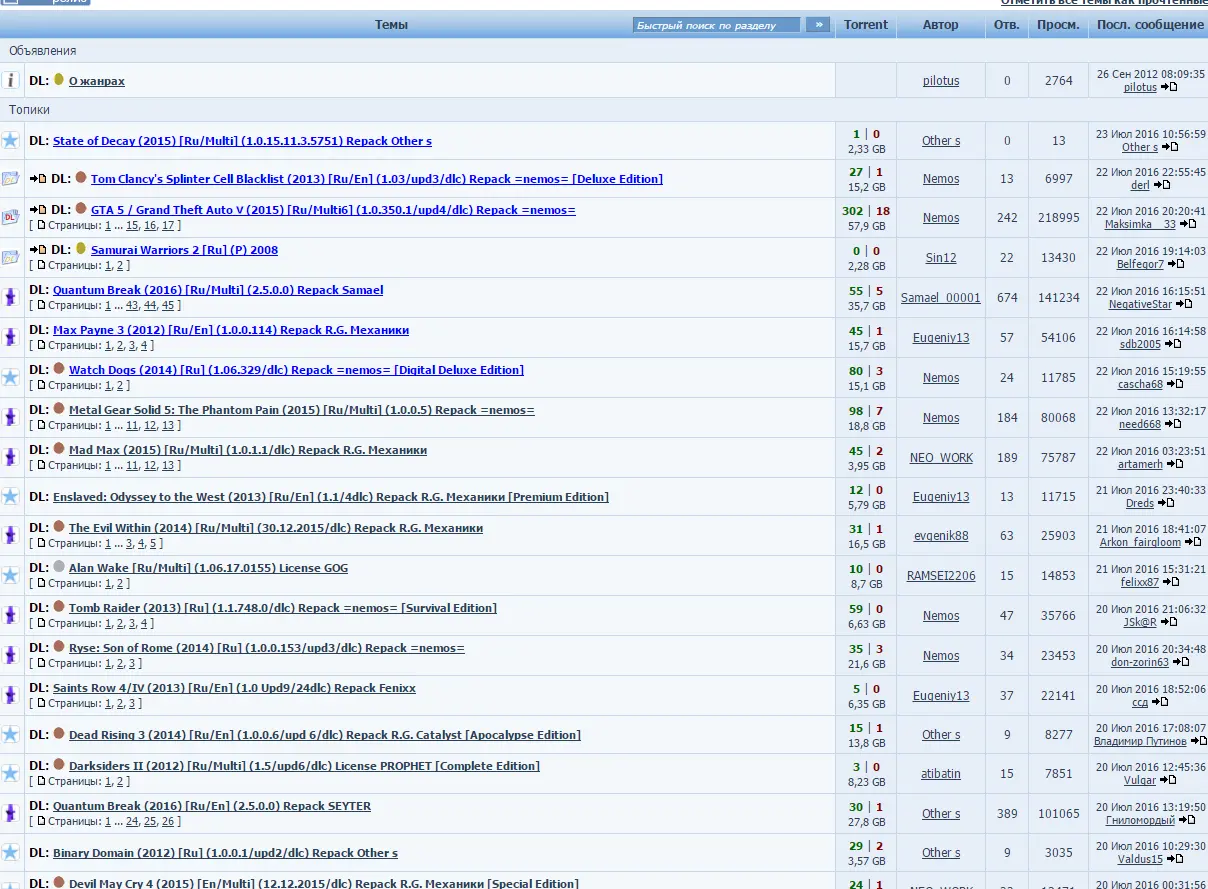 релиз
Отметить все темы как прочтённые
Темы
Быстрый поиск по разделу
»
Torrent
Автор
Отв.
Просм.
Посл. сообщение
Объявления
DL: О жанрах
pilotus
0
2764
26 Сен 2012 08:09:35
pilotus
Топики
DL: State of Decay (2015) [Ru/Multi] (1.0.15.11.3.5751) Repack Other s
1 | 0
2,33 GB
Other s
0
13
23 Июл 2016 10:56:59
Other s
DL: Tom Clancy's Splinter Cell Blacklist (2013) [Ru/En] (1.03/upd3/dlc) Repack =nemos= [Deluxe Edition]
27 | 1
15,2 GB
Nemos
13
6997
22 Июл 2016 22:55:45
derl
DL: GTA 5 / Grand Theft Auto V (2015) [Ru/Multi6] (1.0.350.1/upd4/dlc) Repack =nemos=
[ Страницы: 1 ... 15, 16, 17 ]
302 | 18
57,9 GB
Nemos
242
218995
22 Июл 2016 20:20:41
Maksimka__33
DL: Samurai Warriors 2 [Ru] (P) 2008
[ Страницы: 1, 2 ]
0 | 0
2,28 GB
Sin12
22
13430
22 Июл 2016 19:14:03
Belfegor7
DL: Quantum Break (2016) [Ru/Multi] (2.5.0.0) Repack Samael
[ Страницы: 1 ... 43, 44, 45 ]
55 | 5
35,7 GB
Samael_00001
674
141234
22 Июл 2016 16:15:51
NegativeStar
DL: Max Payne 3 (2012) [Ru/En] (1.0.0.114) Repack R.G. Механики
[ Страницы: 1, 2, 3, 4 ]
45 | 1
15,7 GB
Eugeniy13
57
54106
22 Июл 2016 16:14:58
sdb2005
DL: Watch Dogs (2014) [Ru] (1.06.329/dlc) Repack =nemos= [Digital Deluxe Edition]
[ Страницы: 1, 2 ]
80 | 3
15,1 GB
Nemos
24
11785
22 Июл 2016 15:19:55
cascha68
DL: Metal Gear Solid 5: The Phantom Pain (2015) [Ru/Multi] (1.0.0.5) Repack =nemos=
[ Страницы: 1 ... 11, 12, 13 ]
98 | 7
18,8 GB
Nemos
184
80068
22 Июл 2016 13:32:17
need668
DL: Mad Max (2015) [Ru/Multi] (1.0.1.1/dlc) Repack R.G. Механики
[ Страницы: 1 ... 11, 12, 13 ]
45 | 2
3,95 GB
NEO_WORK
189
75787
22 Июл 2016 03:23:51
artamerh
DL: Enslaved: Odyssey to the West (2013) [Ru/En] (1.1/4dlc) Repack R.G. Механики [Premium Edition]
12 | 0
5,79 GB
Eugeniy13
13
11715
21 Июл 2016 23:40:33
Dreds
DL: The Evil Within (2014) [Ru/Multi] (30.12.2015/dlc) Repack R.G. Механики
[ Страницы: 1 ... 3, 4, 5 ]
31 | 1
16,5 GB
evgenik88
63
25903
21 Июл 2016 18:41:07
Arkon_fairgloom
DL: Alan Wake [Ru/Multi] (1.06.17.0155) License GOG
[ Страницы: 1, 2 ]
10 | 0
8,7 GB
RAMSEI2206
15
14853
21 Июл 2016 15:31:21
felixx87
DL: Tomb Raider (2013) [Ru] (1.1.748.0/dlc) Repack =nemos= [Survival Edition]
[ Страницы: 1, 2, 3, 4 ]
59 | 0
6,63 GB
Nemos
47
35766
20 Июл 2016 21:06:32
JSk@R
DL: Ryse: Son of Rome (2014) [Ru] (1.0.0.153/upd3/dlc) Repack =nemos=
[ Страницы: 1, 2, 3 ]
35 | 3
21,6 GB
Nemos
34
23453
20 Июл 2016 20:34:48
don-zorin63
DL: Saints Row 4/IV (2013) [Ru/En] (1.0 Upd9/24dlc) Repack Fenixx
[ Страницы: 1, 2, 3 ]
5 | 0
6,35 GB
Eugeniy13
37
22141
20 Июл 2016 18:52:06
ссд
DL: Dead Rising 3 (2014) [Ru/En] (1.0.0.6/upd 6/dlc) Repack R.G. Catalyst [Apocalypse Edition]
15 | 1
13,8 GB
Other s
9
8277
20 Июл 2016 17:08:07
Владимир Путинов
DL: Darksiders II (2012) [Ru/Multi] (1.5/upd6/dlc) License PROPHET [Complete Edition]
[ Страницы: 1, 2 ]
3 | 0
8,23 GB
atibatin
15
7851
20 Июл 2016 12:45:36
Vulgar
DL: Quantum Break (2016) [Ru/En] (2.5.0.0) Repack SEYTER
[ Страницы: 1 ... 24, 25, 26 ]
30 | 1
27,8 GB
Other s
389
101065
20 Июл 2016 13:19:50
Гниломордый
DL: Binary Domain (2012) [Ru] (1.0.0.1/upd2/dlc) Repack Other s
29 | 2
3,57 GB
Other s
9
3035
20 Июл 2016 10:29:30
Valdus15
DL: Devil May Cry 4 (2015) [En/Multi] (12.12.2015/dlc) Repack R.G. Механики [Special Edition]
24 | 1
NEO_WORK
20 Июл 2016 00:31:56